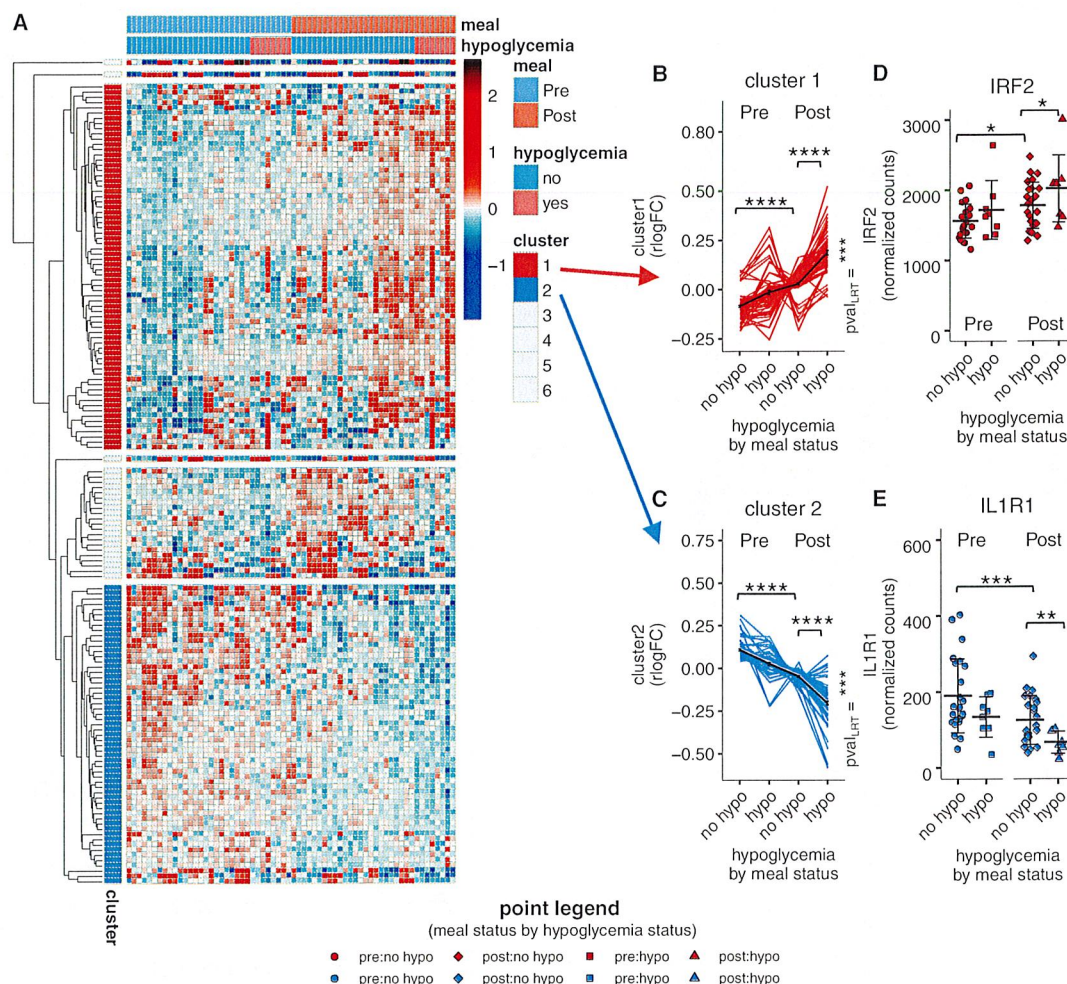 A
meal
hypoglycemia
2
1
0
−1
meal
Pre
Post
hypoglycemia
no
yes
cluster
1
2
3
4
5
6
cluster
B
cluster 1
Pre Post
0.80
0.50
0.25
0.00
−0.25
cluster1
(rlogFC)
****
****
pvalLRT = ***
no hypo
hypo
no hypo
hypo
hypoglycemia
by meal status
D
IRF2
3000
2000
1000
0
IRF2
(normalized counts)
*
*
Pre Post
no hypo
hypo
no hypo
hypo
hypoglycemia
by meal status
C
cluster 2
Pre Post
0.75
0.50
0.25
0.00
−0.25
−0.50
cluster2
(rlogFC)
****
****
pvalLRT = ***
no hypo
hypo
no hypo
hypo
hypoglycemia
by meal status
E
IL1R1
Pre Post
600
400
200
0
IL1R1
(normalized counts)
***
**
no hypo
hypo
no hypo
hypo
hypoglycemia
by meal status
point legend
(meal status by hypoglycemia status)
pre:no hypo post:no hypo pre:hypo post:hypo
pre:no hypo post:no hypo pre:hypo post:hypo